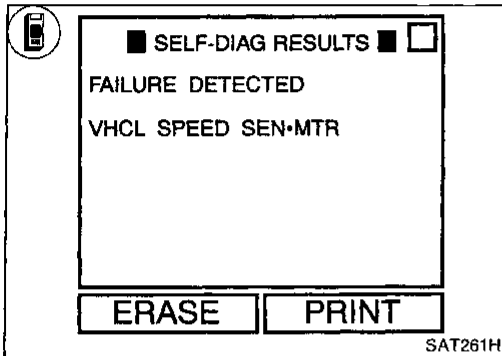 ■ SELF-DIAG RESULTS ■ □
FAILURE DETECTED
VHCL SPEED SEN•MTR
ERASE PRINT
SAT261H